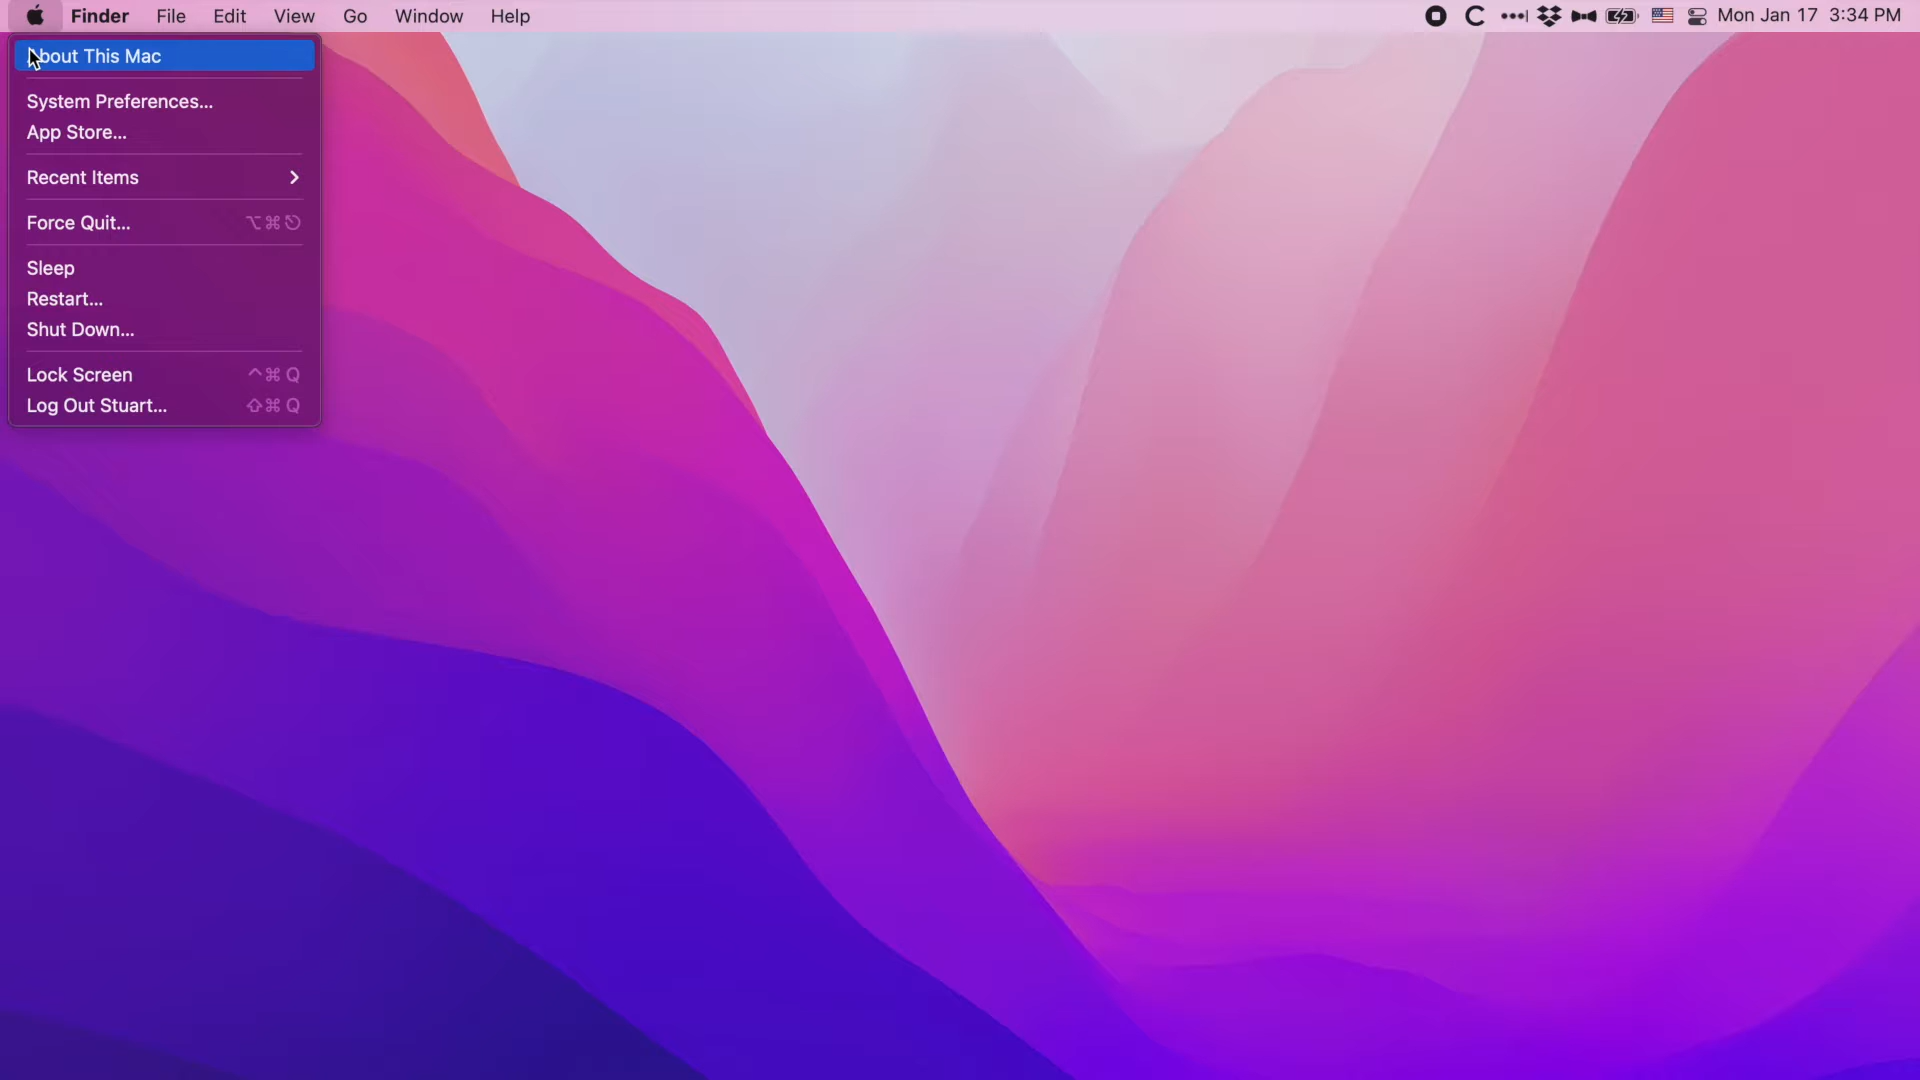 Finder File Edit View Go Window Help C Mon Jan 17 3:34 PM
About This Mac
System Preferences...
App Store...
Recent Items
Force Quit... ⌥⌘⎋
Sleep
Restart...
Shut Down...
Lock Screen ^⌘Q
Log Out Stuart... ⇧⌘Q